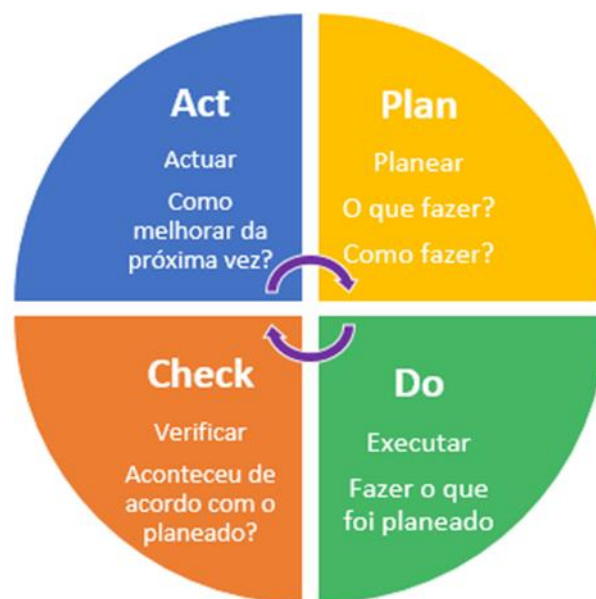 Act
Actuar
Como
melhorar da
próxima vez?
Plan
Planear
O que fazer?
Como fazer?
Check
Verificar
Aconteceu de
acordo com o
planeado?
Do
Executar
Fazer o que
foi planeado